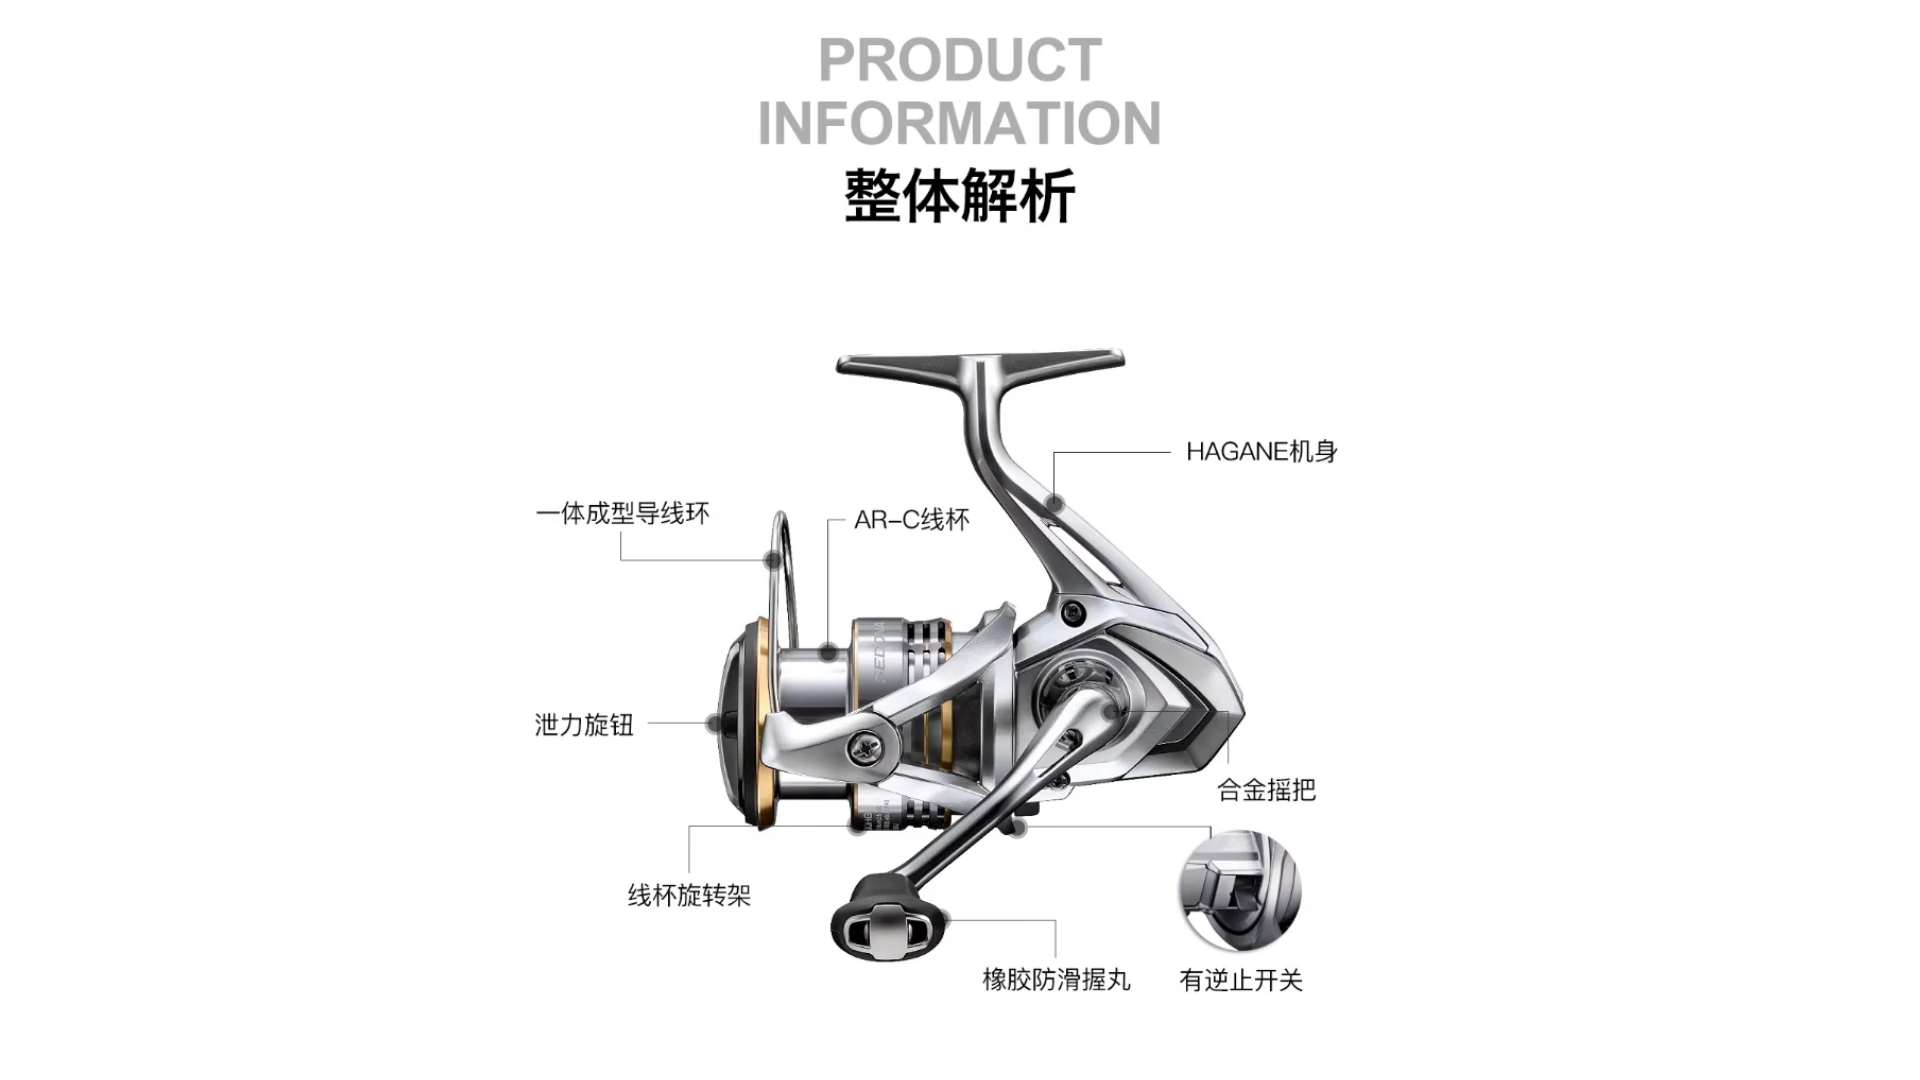 PRODUCT
INFORMATION
整体解析
HAGANE机身
一体成型导线环
AR-C线杯
SEDONA
泄力旋钮
合金摇把
线杯旋转架
橡胶防滑握丸
有逆止开关